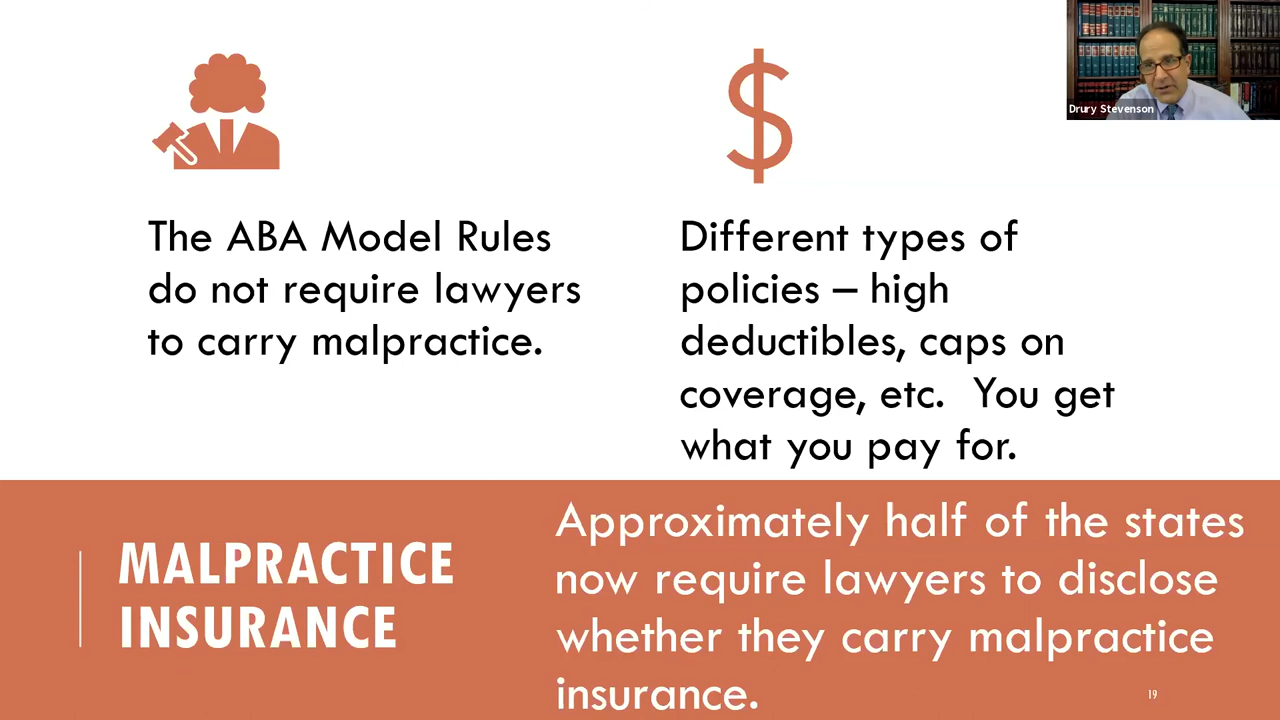 Drury Stevenson
The ABA Model Rules
do not require lawyers
to carry malpractice.
Different types of
policies – high
deductibles, caps on
coverage, etc.  You get
what you pay for.
MALPRACTICE
INSURANCE
Approximately half of the states
now require lawyers to disclose
whether they carry malpractice
insurance.
19